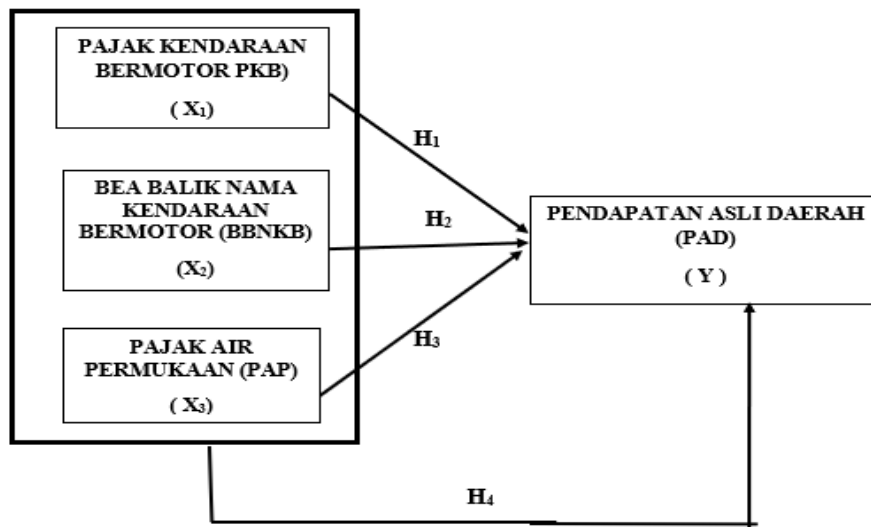 PAJAK KENDARAAN
BERMOTOR PKB)
( X₁)
H₁
BEA BALIK NAMA
KENDARAAN
BERMOTOR (BBNKB)
(X₂)
H₂
PENDAPATAN ASLI DAERAH
(PAD)
( Y )
PAJAK AIR
PERMUKAAN (PAP)
( X₃)
H₃
H₄